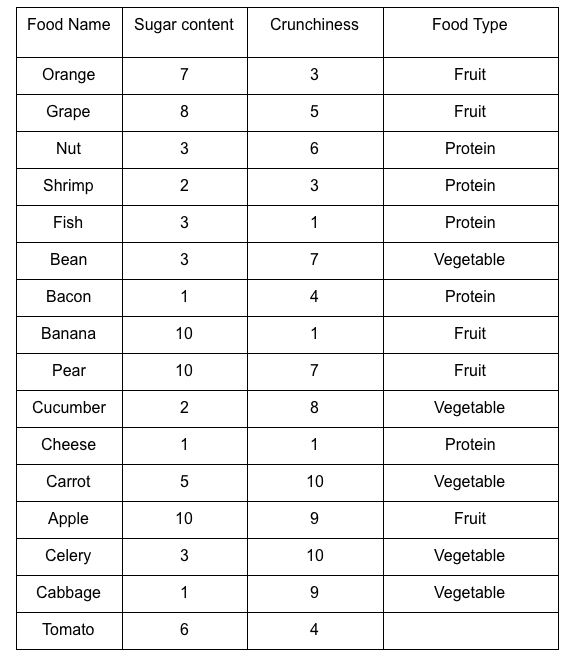 Food Name Sugar content Crunchiness Food Type
Orange 7 3 Fruit
Grape 8 5 Fruit
Nut 3 6 Protein
Shrimp 2 3 Protein
Fish 3 1 Protein
Bean 3 7 Vegetable
Bacon 1 4 Protein
Banana 10 1 Fruit
Pear 10 7 Fruit
Cucumber 2 8 Vegetable
Cheese 1 1 Protein
Carrot 5 10 Vegetable
Apple 10 9 Fruit
Celery 3 10 Vegetable
Cabbage 1 9 Vegetable
Tomato 6 4